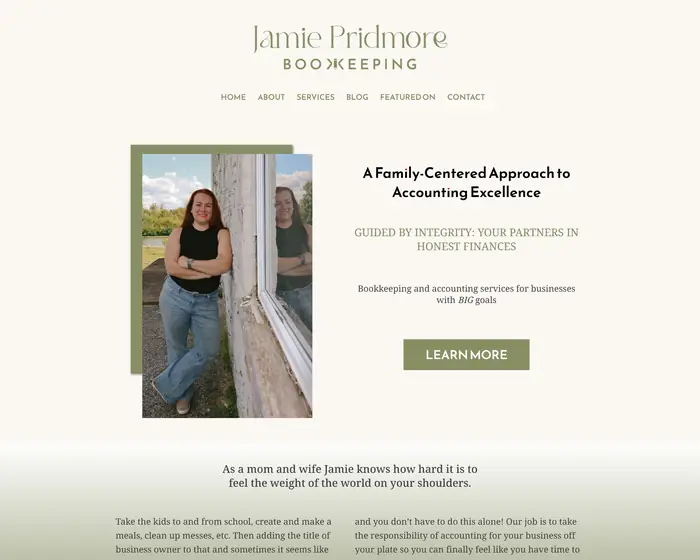 Jamie Pridmore
BOOKKEEPING
HOME ABOUT SERVICES BLOG FEATURED ON CONTACT
A Family-Centered Approach to
Accounting Excellence
GUIDED BY INTEGRITY: YOUR PARTNERS IN
HONEST FINANCES
Bookkeeping and accounting services for businesses
with BIG goals
LEARN MORE
As a mom and wife Jamie knows how hard it is to
feel the weight of the world on your shoulders.
Take the kids to and from school, create and make a
meals, clean up messes, etc. Then adding the title of
business owner to that and sometimes it seems like
and you don't have to do this alone! Our job is to take
the responsibility of accounting for your business off
your plate so you can finally feel like you have time to